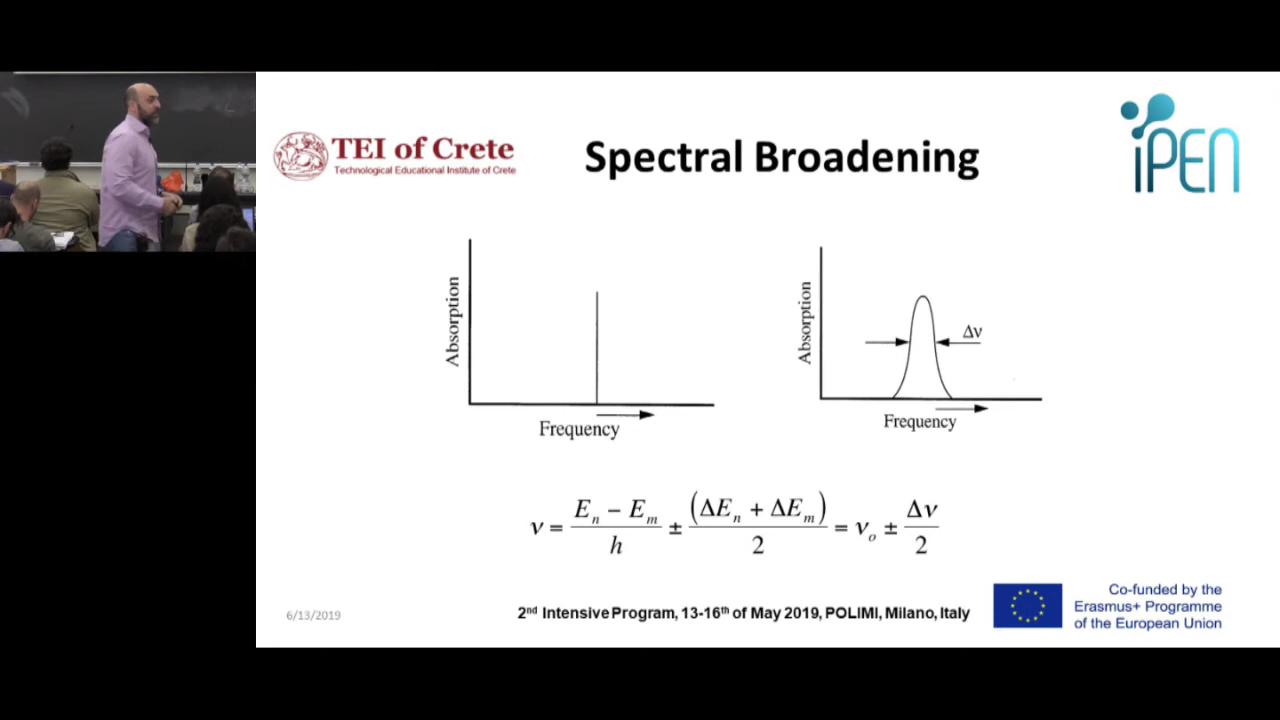 TEI of Crete
Technological Educational Institute of Crete
Spectral Broadening
iPEN
Absorption
Frequency
Absorption
Δν
Frequency
ν = (E_n − E_m)/h ± (ΔE_n + ΔE_m)/2 = ν_o ± Δν/2
6/13/2019
2nd Intensive Program, 13-16th of May 2019, POLIMI, Milano, Italy
Co-funded by the
Erasmus+ Programme
of the European Union